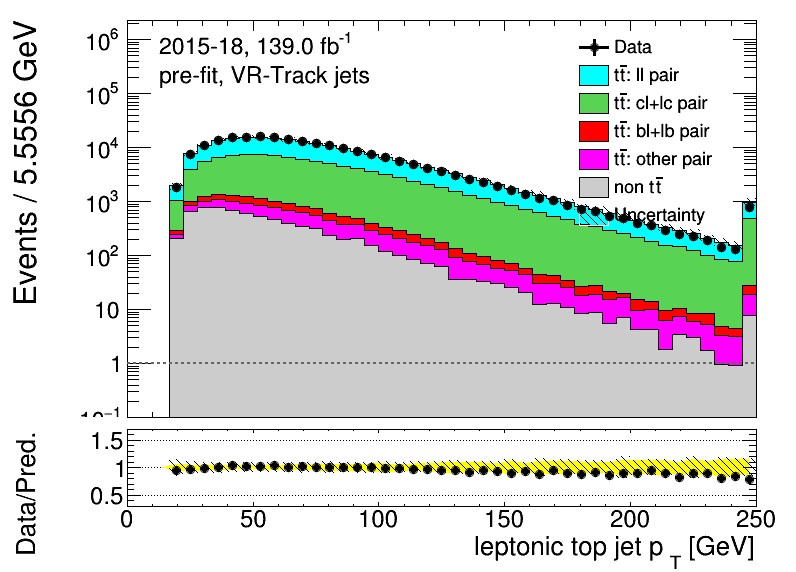 Events / 5.5556 GeV
10⁶
10⁵
10⁴
10³
10²
10
1
10⁻¹
2015-18, 139.0 fb⁻¹
pre-fit, VR-Track jets
Data
tt̄: ll pair
tt̄: cl+lc pair
tt̄: bl+lb pair
tt̄: other pair
non tt̄
Uncertainty
Data/Pred.
1.5
1
0.5
0 50 100 150 200 250
leptonic top jet p_T [GeV]